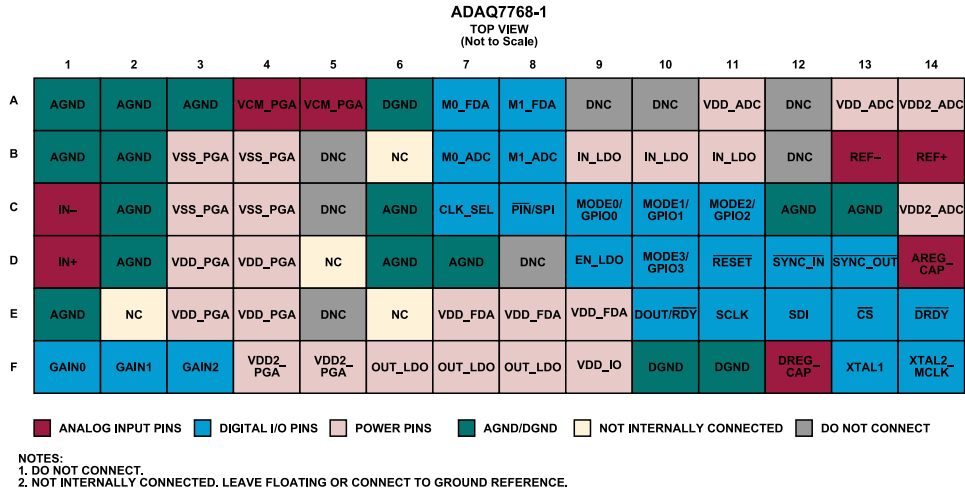 ADAQ7768-1
TOP VIEW
(Not to Scale)
1 2 3 4 5 6 7 8 9 10 11 12 13 14
A AGND AGND AGND VCM_PGA VCM_PGA DGND M0_FDA M1_FDA DNC DNC VDD_ADC DNC VDD_ADC VDD2_ADC
B AGND AGND VSS_PGA VSS_PGA DNC NC M0_ADC M1_ADC IN_LDO IN_LDO IN_LDO DNC REF– REF+
C IN– AGND VSS_PGA VSS_PGA DNC AGND CLK_SEL PIN/SPI MODE0/ GPIO0 MODE1/ GPIO1 MODE2/ GPIO2 AGND AGND VDD2_ADC
D IN+ AGND VDD_PGA VDD_PGA NC AGND AGND DNC EN_LDO MODE3/ GPIO3 RESET SYNC_IN SYNC_OUT AREG_ CAP
E AGND NC VDD_PGA VDD_PGA DNC NC VDD_FDA VDD_FDA VDD_FDA DOUT/RDY SCLK SDI CS DRDY
F GAIN0 GAIN1 GAIN2 VDD2_ PGA VDD2_ PGA OUT_LDO OUT_LDO OUT_LDO VDD_IO DGND DGND DREG_ CAP XTAL1 XTAL2_ MCLK
ANALOG INPUT PINS DIGITAL I/O PINS POWER PINS AGND/DGND NOT INTERNALLY CONNECTED DO NOT CONNECT
NOTES:
1. DO NOT CONNECT.
2. NOT INTERNALLY CONNECTED. LEAVE FLOATING OR CONNECT TO GROUND REFERENCE.